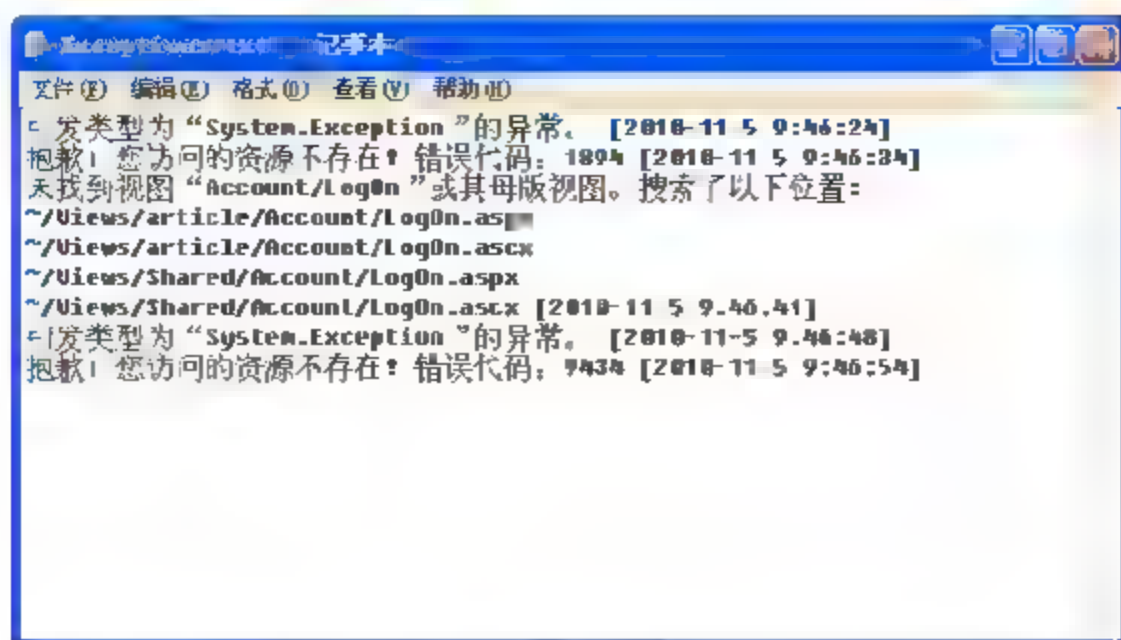 记事本
文件(F) 编辑(E) 格式(O) 查看(V) 帮助(H)
发类型为“System.Exception”的异常。 [2010-11-5 9:46:24]
抱歉! 您访问的资源不存在! 错误代码: 1894 [2010-11-5 9:46:34]
未找到视图“Account/LogOn”或其母版视图。搜索了以下位置:
~/Views/article/Account/LogOn.aspx
~/Views/article/Account/LogOn.ascx
~/Views/Shared/Account/LogOn.aspx
~/Views/Shared/Account/LogOn.ascx [2010-11-5 9:46:41]
发类型为“System.Exception”的异常。 [2010-11-5 9:46:48]
抱歉! 您访问的资源不存在! 错误代码: 9434 [2010-11-5 9:46:54]